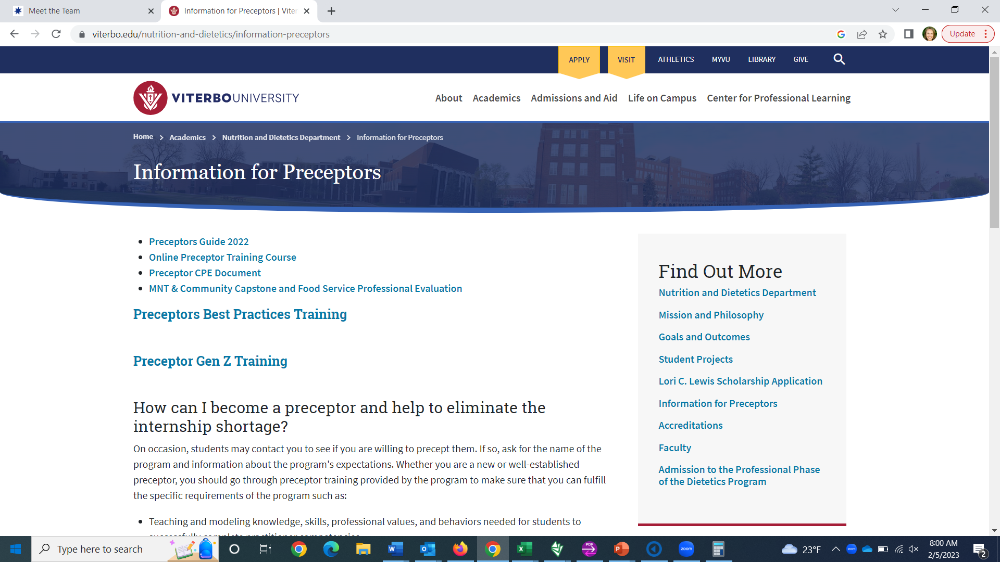 Meet the Team
Information for Preceptors | Viter
viterbo.edu/nutrition-and-dietetics/information-preceptors
Update
APPLY
VISIT
ATHLETICS
MYVU
LIBRARY
GIVE
VITERBO UNIVERSITY
About
Academics
Admissions and Aid
Life on Campus
Center for Professional Learning
Home > Academics > Nutrition and Dietetics Department > Information for Preceptors
Information for Preceptors
Preceptors Guide 2022
Online Preceptor Training Course
Preceptor CPE Document
MNT & Community Capstone and Food Service Professional Evaluation
Preceptors Best Practices Training
Preceptor Gen Z Training
How can I become a preceptor and help to eliminate the
internship shortage?
On occasion, students may contact you to see if you are willing to precept them. If so, ask for the name of the
program and information about the program's expectations. Whether you are a new or well-established
preceptor, you should go through preceptor training provided by the program to make sure that you can fulfill
the specific requirements of the program such as:
Teaching and modeling knowledge, skills, professional values, and behaviors needed for students to
Find Out More
Nutrition and Dietetics Department
Mission and Philosophy
Goals and Outcomes
Student Projects
Lori C. Lewis Scholarship Application
Information for Preceptors
Accreditations
Faculty
Admission to the Professional Phase
of the Dietetics Program
Type here to search
PDF
zoom
23°F
zoom
8:00 AM
2/5/2023
2